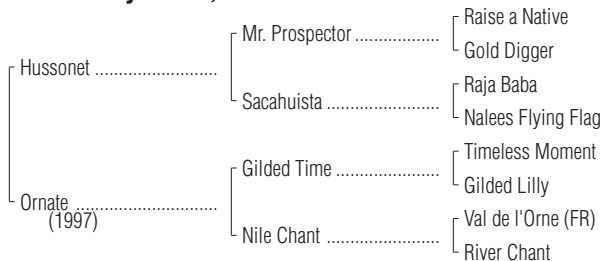 Raise a Native
Mr. Prospector ..................
Gold Digger
Hussonet ..........................
Raja Baba
Sacahuista ........................
Nalees Flying Flag
Timeless Moment
Gilded Time ......................
Gilded Lilly
Ornate ..............................
(1997)
Val de l'Orne (FR)
Nile Chant ........................
River Chant